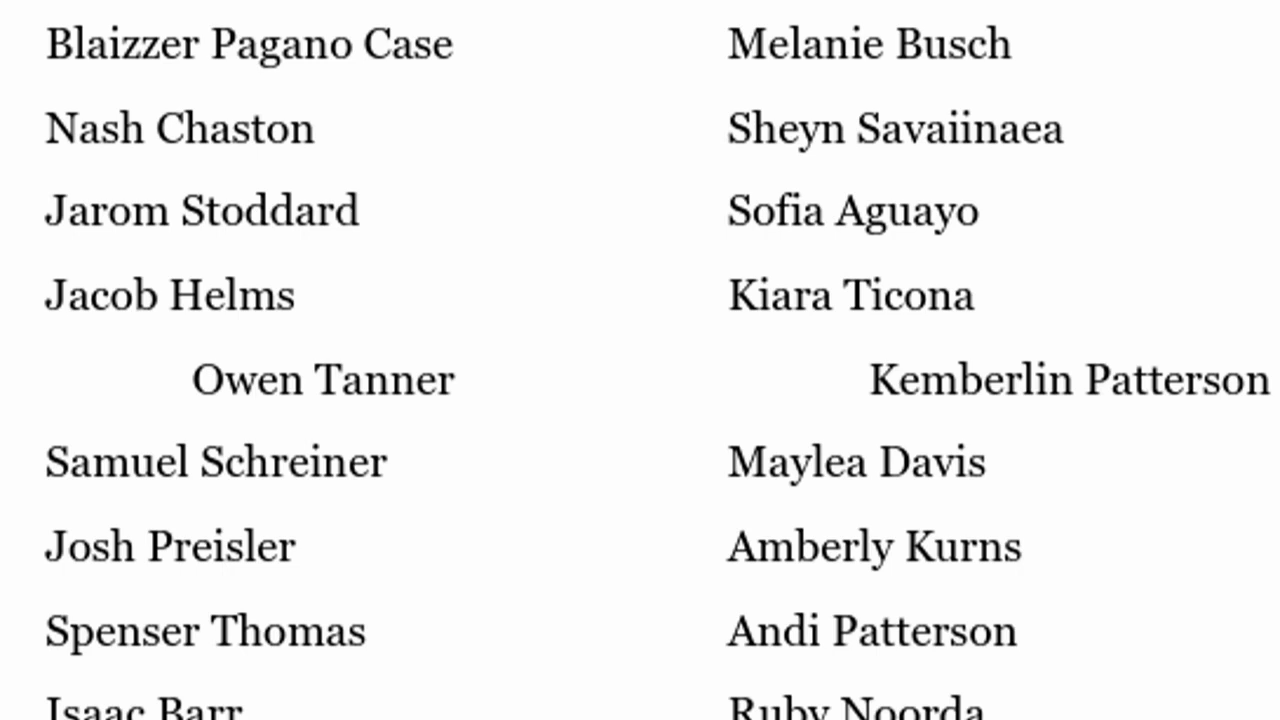 Blaizzer Pagano Case
Melanie Busch
Nash Chaston
Sheyn Savaiinaea
Jarom Stoddard
Sofia Aguayo
Jacob Helms
Kiara Ticona
Owen Tanner
Kemberlin Patterson
Samuel Schreiner
Maylea Davis
Josh Preisler
Amberly Kurns
Spenser Thomas
Andi Patterson
Isaac Barr
Ruby Noorda